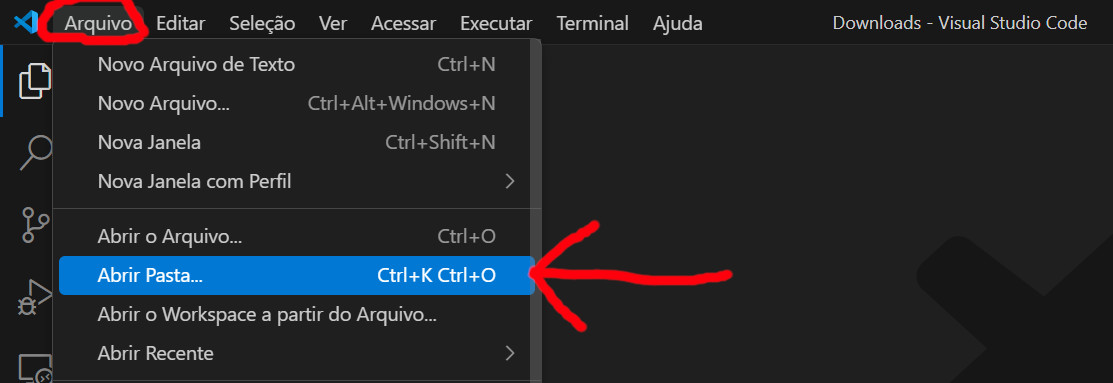 Arquivo Editar Seleção Ver Acessar Executar Terminal Ajuda Downloads - Visual Studio Code
Novo Arquivo de Texto Ctrl+N
Novo Arquivo... Ctrl+Alt+Windows+N
Nova Janela Ctrl+Shift+N
Nova Janela com Perfil
Abrir o Arquivo... Ctrl+O
Abrir Pasta... Ctrl+K Ctrl+O
Abrir o Workspace a partir do Arquivo...
Abrir Recente